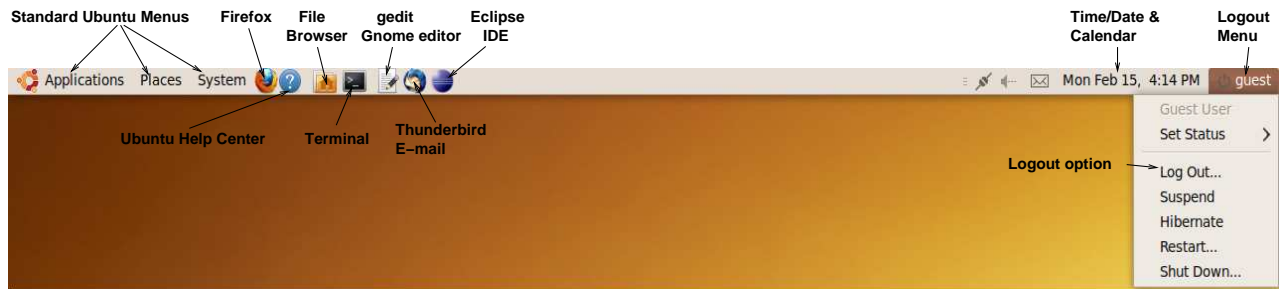 Standard Ubuntu Menus
Firefox
File
Browser
gedit
Gnome editor
Eclipse
IDE
Time/Date &
Calendar
Logout
Menu
Applications Places System
Mon Feb 15, 4:14 PM
guest
Ubuntu Help Center
Terminal
Thunderbird
E−mail
Logout option
Guest User
Set Status
Log Out...
Suspend
Hibernate
Restart...
Shut Down...